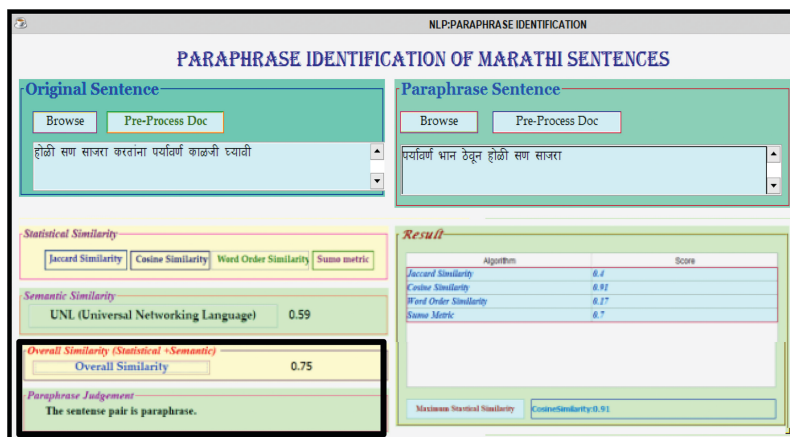 NLP:PARAPHRASE IDENTIFICATION
PARAPHRASE IDENTIFICATION OF MARATHI SENTENCES
Original Sentence
Browse Pre-Process Doc
होळी सण साजरा करतांना पर्यावर्ण काळजी घ्यावी
Paraphrase Sentence
Browse Pre-Process Doc
पर्यावर्ण भान ठेवून होळी सण साजरा
Statistical Similarity
Jaccard Similarity Cosine Similarity Word Order Similarity Sumo metric
Semantic Similarity
UNL (Universal Networking Language) 0.59
Overall Similarity (Statistical +Semantic)
Overall Similarity 0.75
Paraphrase Judgement
The sentence pair is paraphrase.
Result
Algorithm Score
Jaccard Similarity 0.4
Cosine Similarity 0.91
Word Order Similarity 0.17
Sumo Metric 0.7
Maximum Stastical Similarity CosineSimilarity:0.91